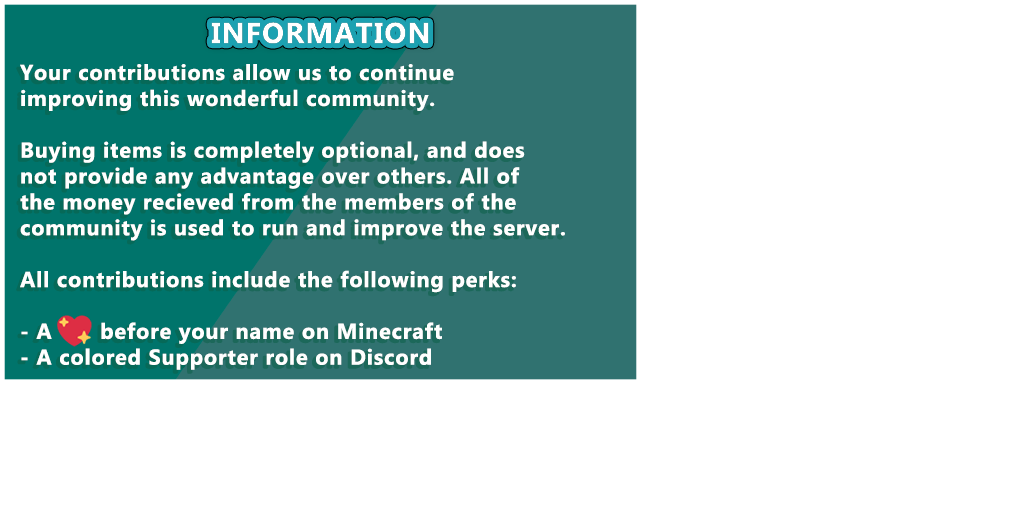 INFORMATION
Your contributions allow us to continue
improving this wonderful community.
Buying items is completely optional, and does
not provide any advantage over others. All of
the money recieved from the members of the
community is used to run and improve the server.
All contributions include the following perks:
- A 💖 before your name on Minecraft
- A colored Supporter role on Discord